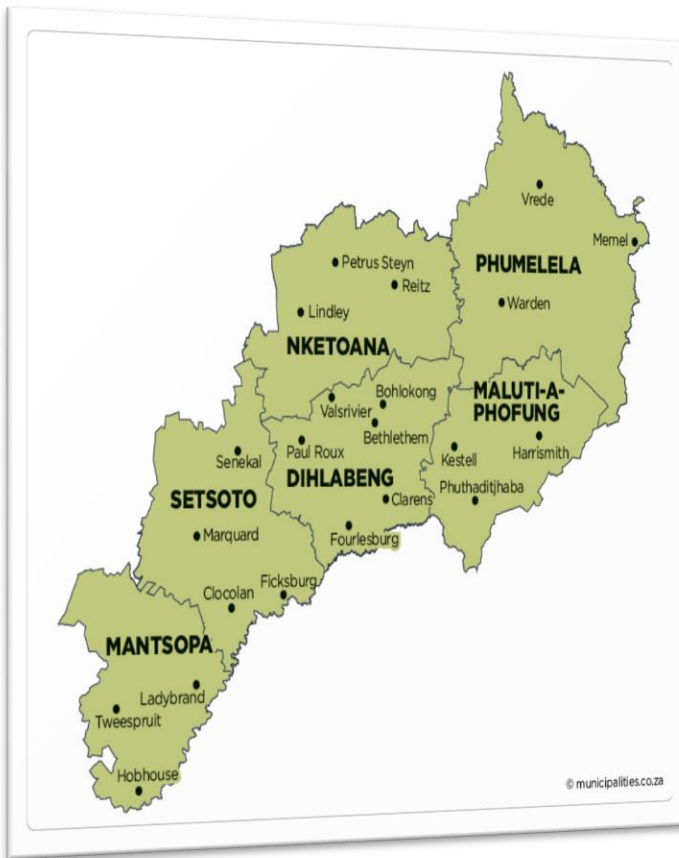 Vrede
Memel
PHUMELELA
Petrus Steyn
Reitz
Warden
Lindley
NKETOANA
MALUTI-A-
PHOFUNG
Bohlokong
Valsrivier
Bethlethem
Harrismith
Paul Roux
Kestell
Senekal
DIHLABENG
Phuthaditjhaba
SETSOTO
Clarens
Marquard
Fourlesburg
Ficksburg
Clocolan
MANTSOPA
Ladybrand
Tweespruit
Hobhouse
© municipalities.co.za